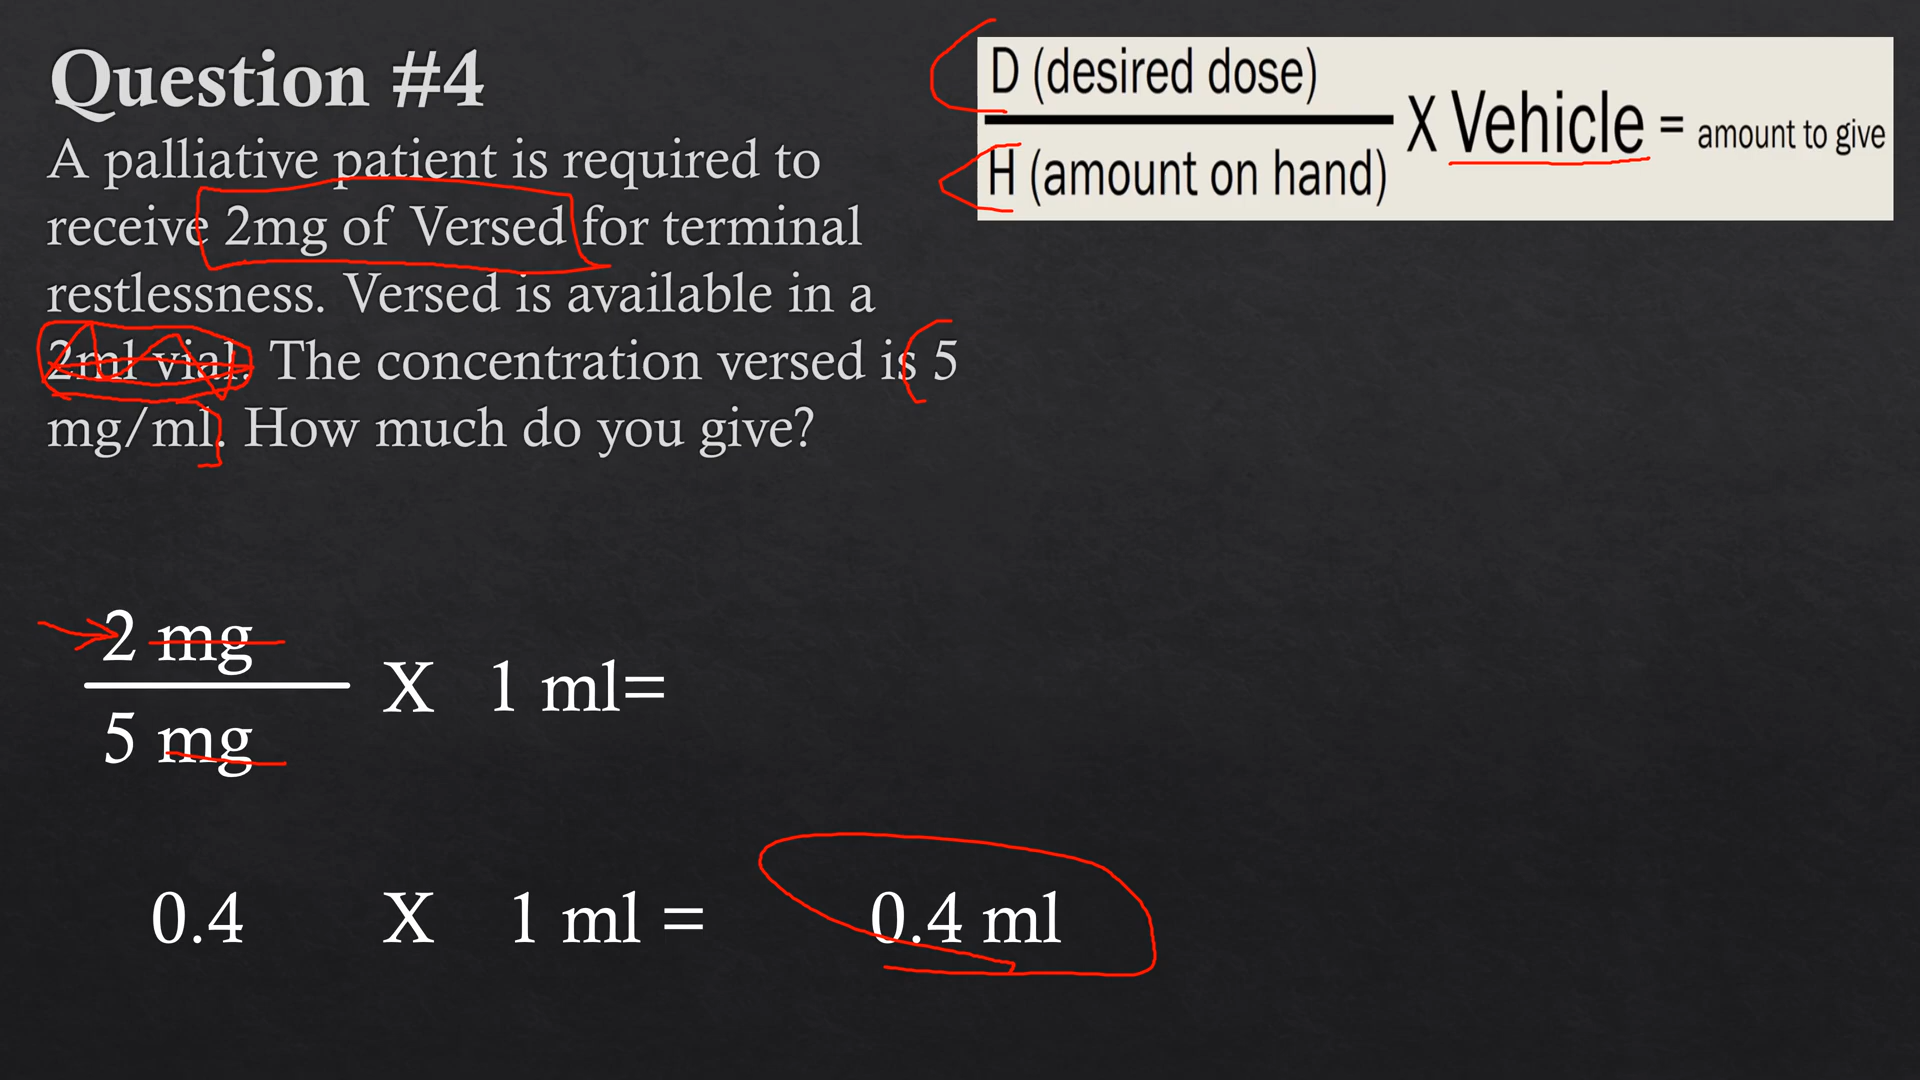 Question #4
A palliative patient is required to
receive 2mg of Versed for terminal
restlessness. Versed is available in a
2ml vial. The concentration versed is 5
mg/ml. How much do you give?
D (desired dose)
H (amount on hand)
X Vehicle = amount to give
2 mg
5 mg
X 1 ml=
0.4 X 1 ml = 0.4 ml